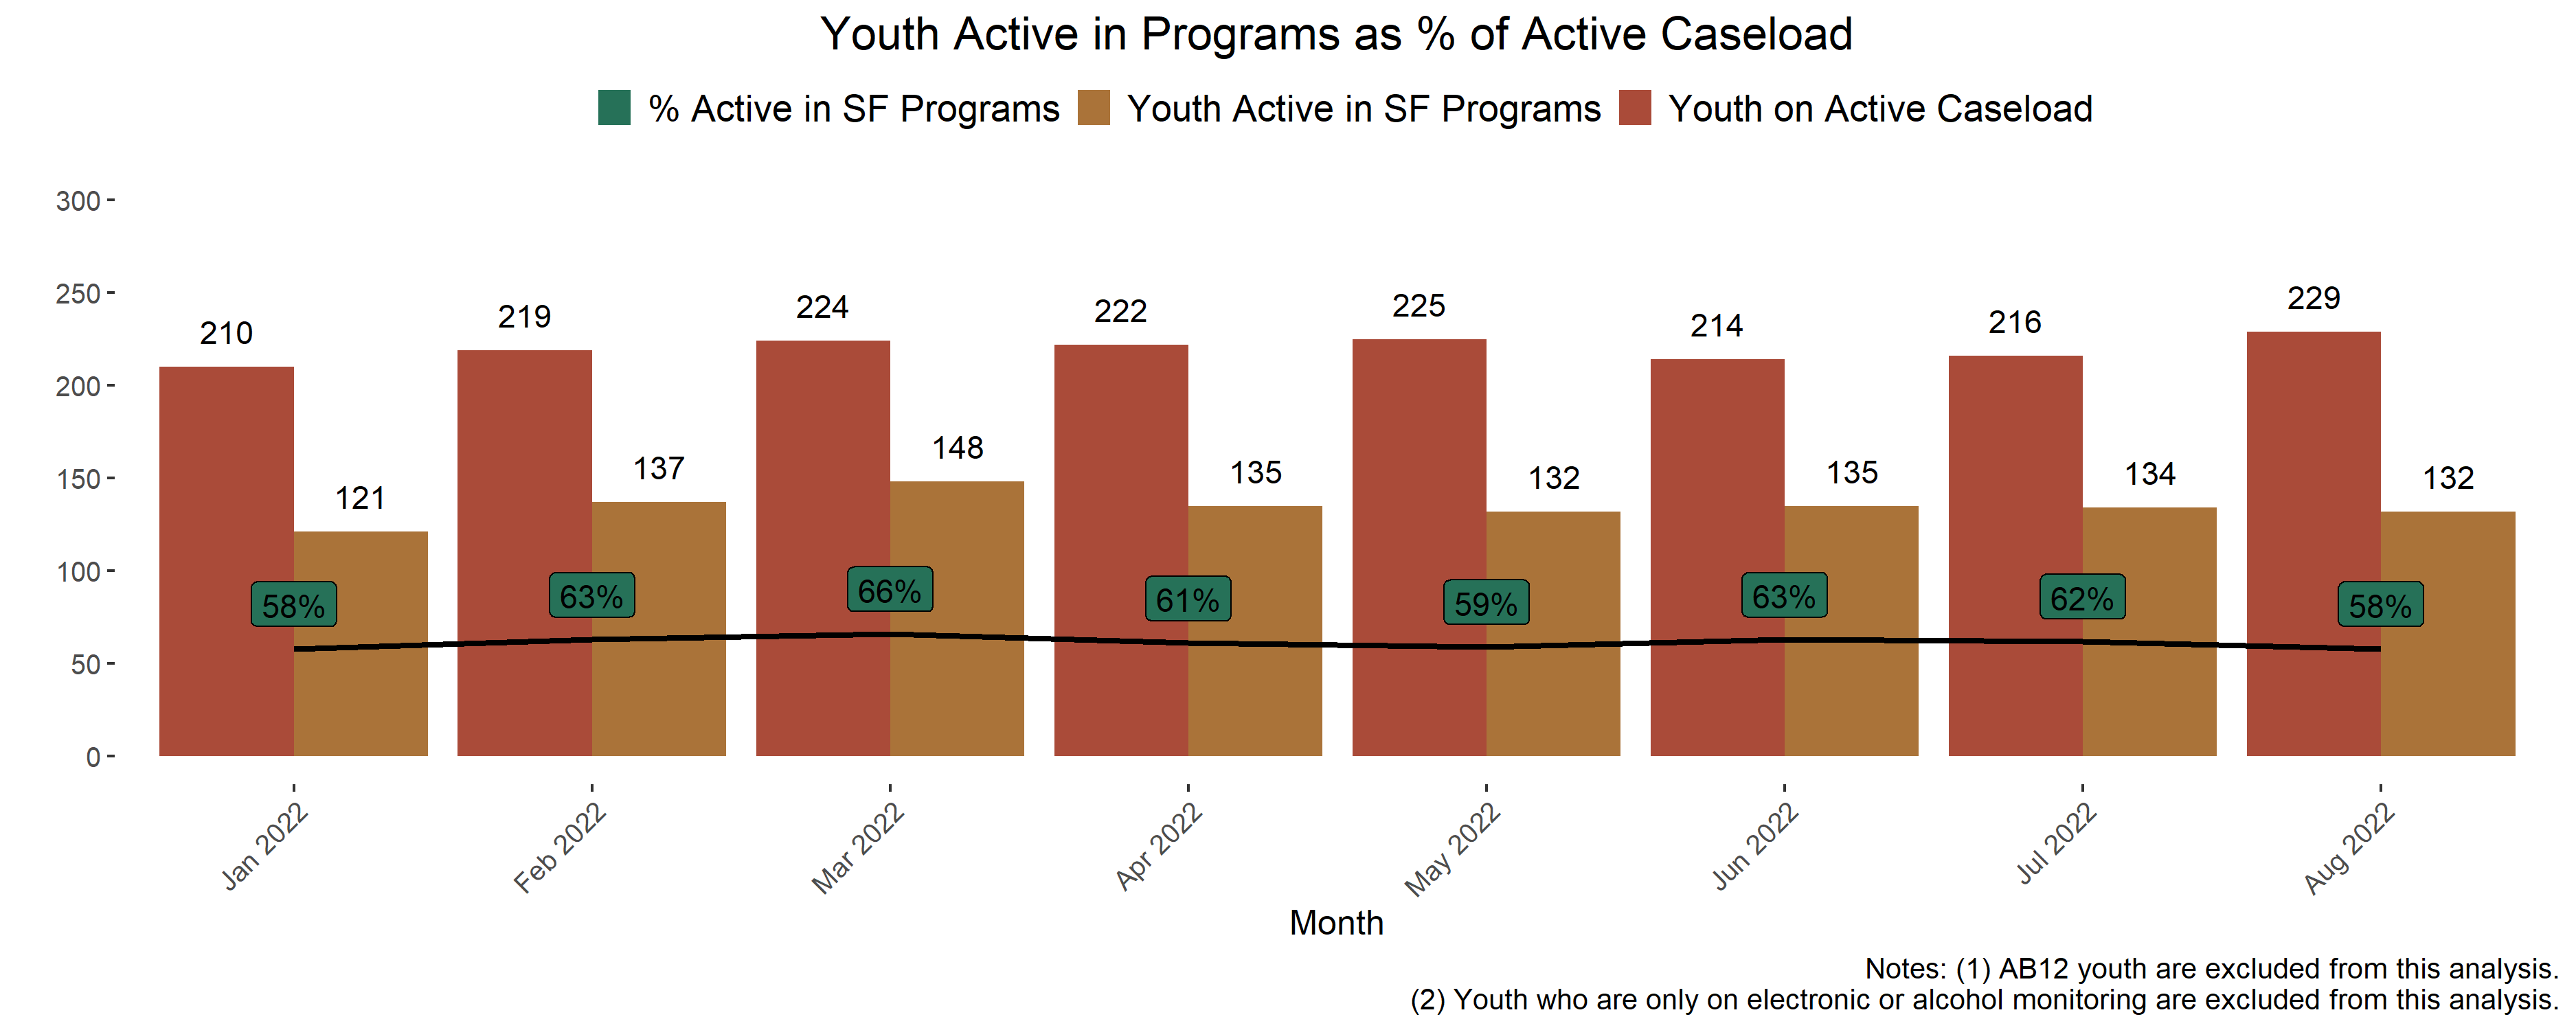 Youth Active in Programs as % of Active Caseload
% Active in SF Programs Youth Active in SF Programs Youth on Active Caseload
300
250
200
150
100
50
0
210 219 224 222 225 214 216 229
121 137 148 135 132 135 134 132
58% 63% 66% 61% 59% 63% 62% 58%
Jan 2022 Feb 2022 Mar 2022 Apr 2022 May 2022 Jun 2022 Jul 2022 Aug 2022
Month
Notes: (1) AB12 youth are excluded from this analysis.
(2) Youth who are only on electronic or alcohol monitoring are excluded from this analysis.